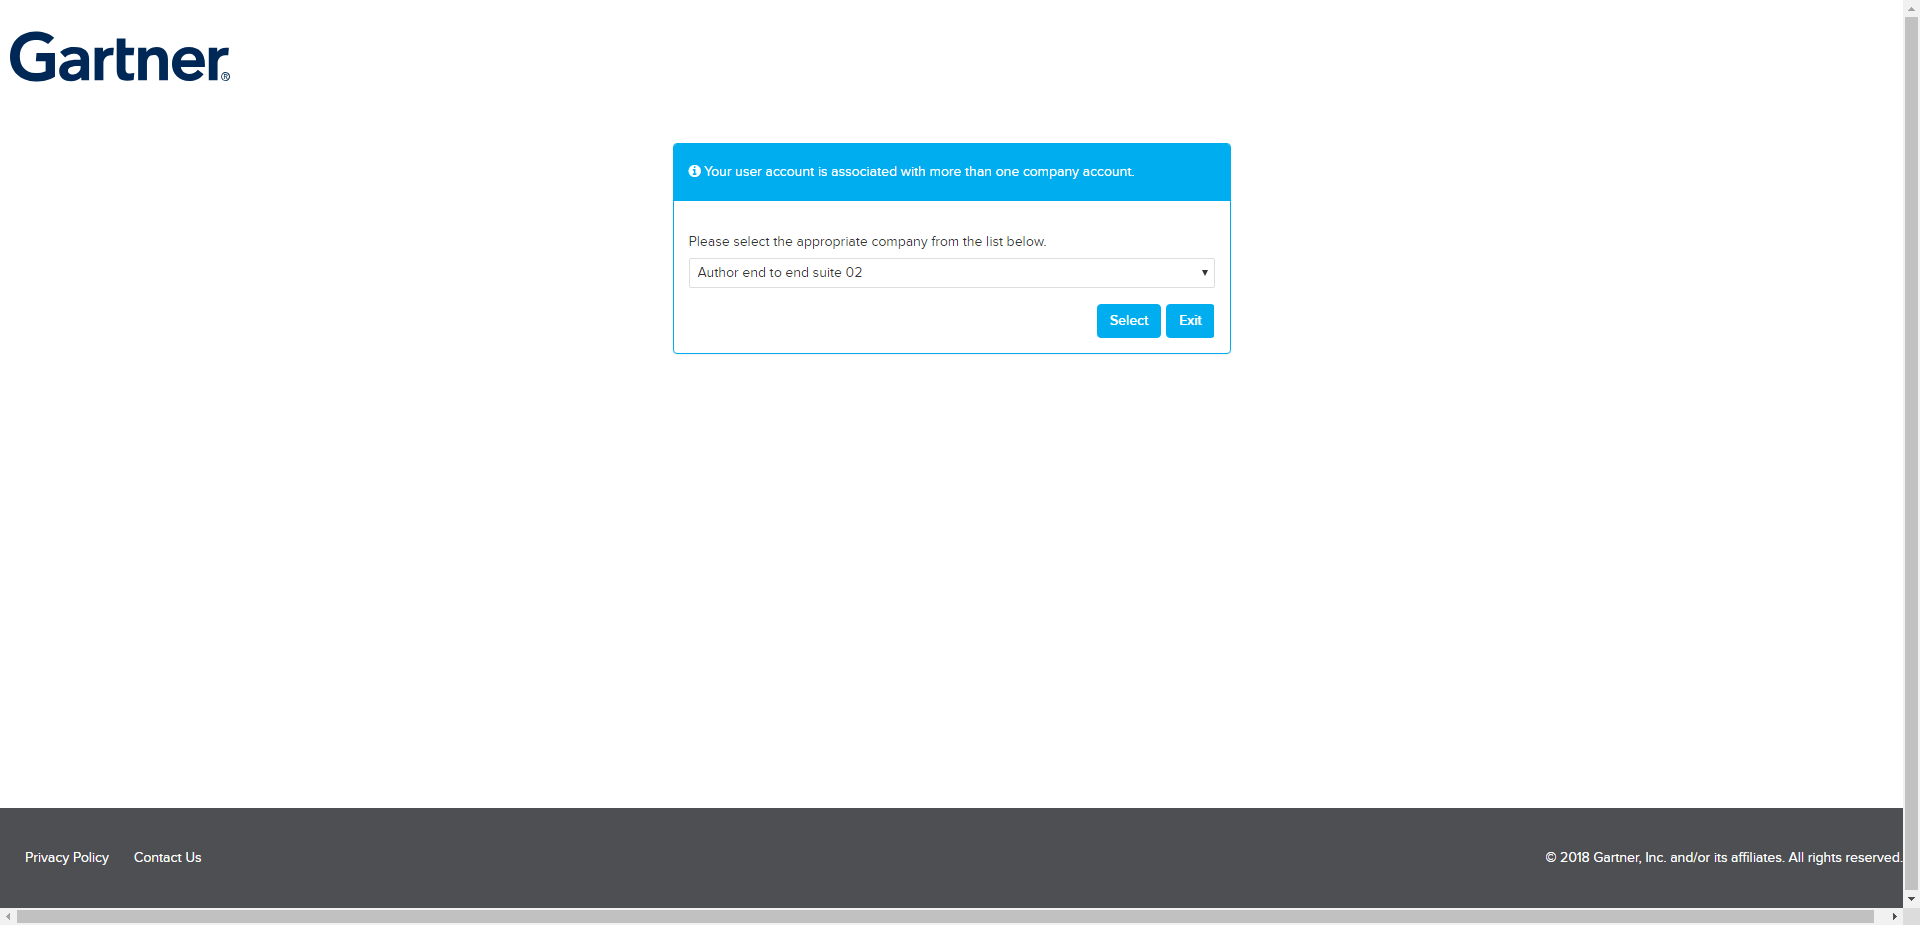 Gartner®
Your user account is associated with more than one company account.
Please select the appropriate company from the list below.
Author end to end suite 02
Select Exit
Privacy Policy Contact Us © 2018 Gartner, Inc. and/or its affiliates. All rights reserved.